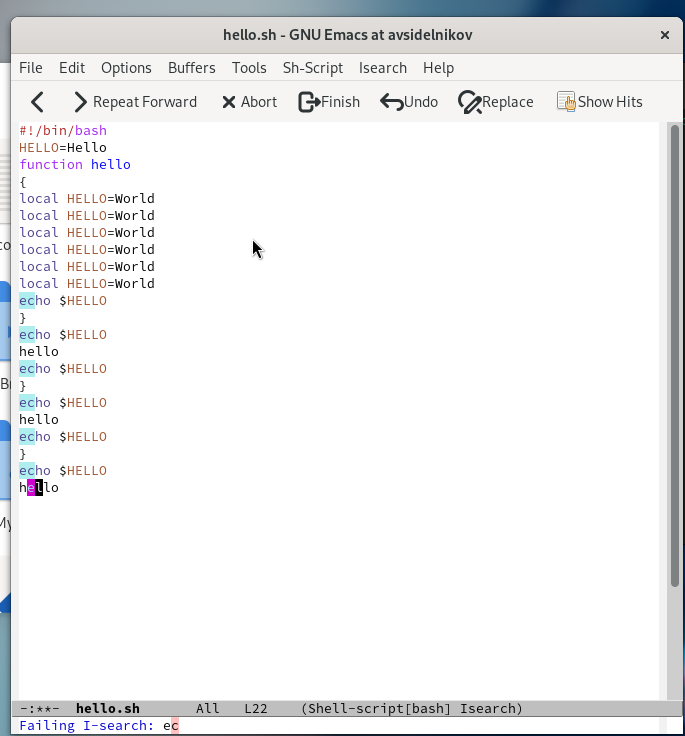 hello.sh - GNU Emacs at avsidelnikov ×
File Edit Options Buffers Tools Sh-Script Isearch Help
Repeat Forward Abort Finish Undo Replace Show Hits
#!/bin/bash
HELLO=Hello
function hello
{
local HELLO=World
local HELLO=World
local HELLO=World
local HELLO=World
local HELLO=World
local HELLO=World
echo $HELLO
}
echo $HELLO
hello
echo $HELLO
}
echo $HELLO
hello
echo $HELLO
}
echo $HELLO
hello
-:**- hello.sh All L22 (Shell-script[bash] Isearch)
Failing I-search: ec